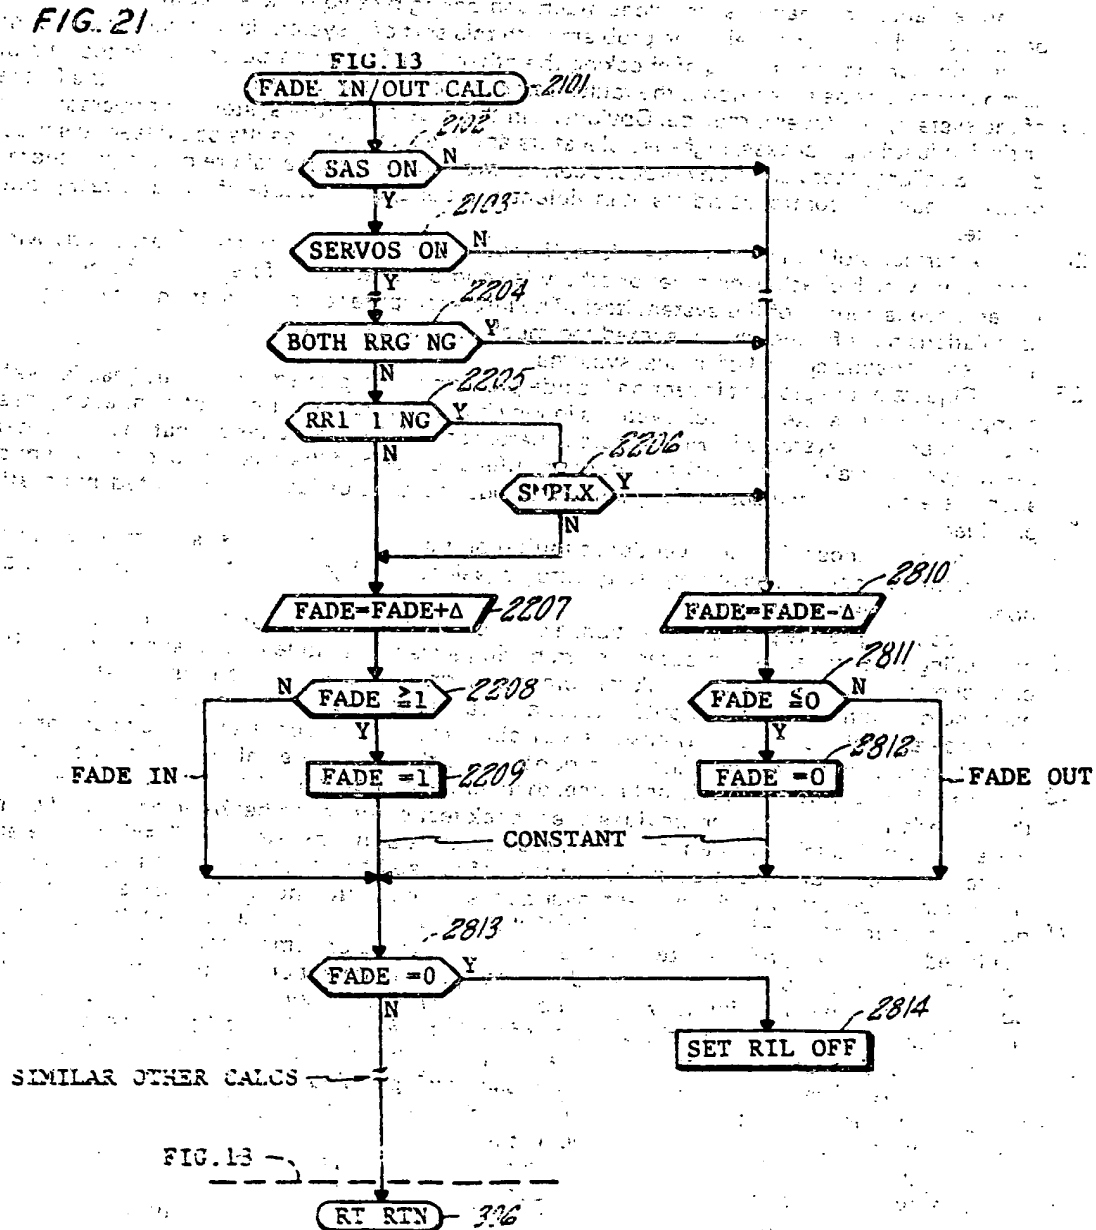 FIG. 21
FIG. 13
FADE IN/OUT CALC 2101
2102
SAS ON N
Y
2103
SERVOS ON N
Y
2204
BOTH RRG NG Y
N
2205
RR1 1 NG Y
N
2206
SMPLX Y
N
FADE=FADE+Δ 2207
2810
FADE=FADE-Δ
N FADE ≧1 2208
Y
2811
FADE ≦0 N
Y
FADE IN
FADE =1 2209
2812
FADE =0
FADE OUT
CONSTANT
2813
FADE =0 Y
N
2814
SET RIL OFF
SIMILAR OTHER CALCS
FIG.13
RT RTN 396